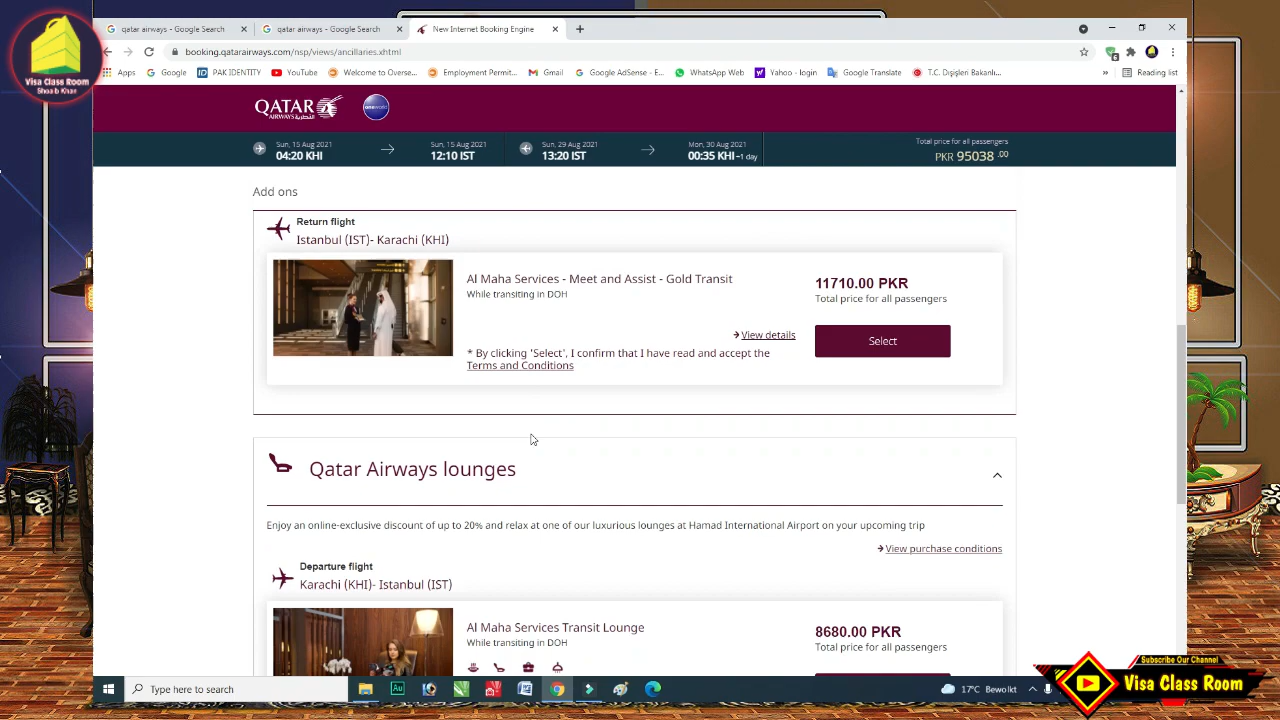 qatar airways - Google Search
qatar airways - Google Search
New Internet Booking Engine
booking.qatarairways.com/nsp/views/ancillaries.xhtml
Apps
Google
PAK IDENTITY
YouTube
Welcome to Overse...
Employment Permit...
Gmail
Google AdSense - E...
WhatsApp Web
Yahoo - login
Google Translate
T.C. Dışişleri Bakanlı...
Reading list
Visa Class Room
Shoaib Khan
QATAR
AIRWAYS القطرية
oneworld
Sun, 15 Aug 2021
04:20 KHI
Sun, 15 Aug 2021
12:10 IST
Sun, 29 Aug 2021
13:20 IST
Mon, 30 Aug 2021
00:35 KHI +1 day
Total price for all passengers
PKR 95038 .00
Add ons
Return flight
Istanbul (IST)- Karachi (KHI)
Al Maha Services - Meet and Assist - Gold Transit
While transiting in DOH
11710.00 PKR
Total price for all passengers
View details
Select
* By clicking 'Select', I confirm that I have read and accept the
Terms and Conditions
Qatar Airways lounges
Enjoy an online-exclusive discount of up to 20% and relax at one of our luxurious lounges at Hamad International Airport on your upcoming trip
View purchase conditions
Departure flight
Karachi (KHI)- Istanbul (IST)
Al Maha Services Transit Lounge
While transiting in DOH
8680.00 PKR
Total price for all passengers
Type here to search
17°C Bewolkt
Subscribe Our Channel
Visa Class Room